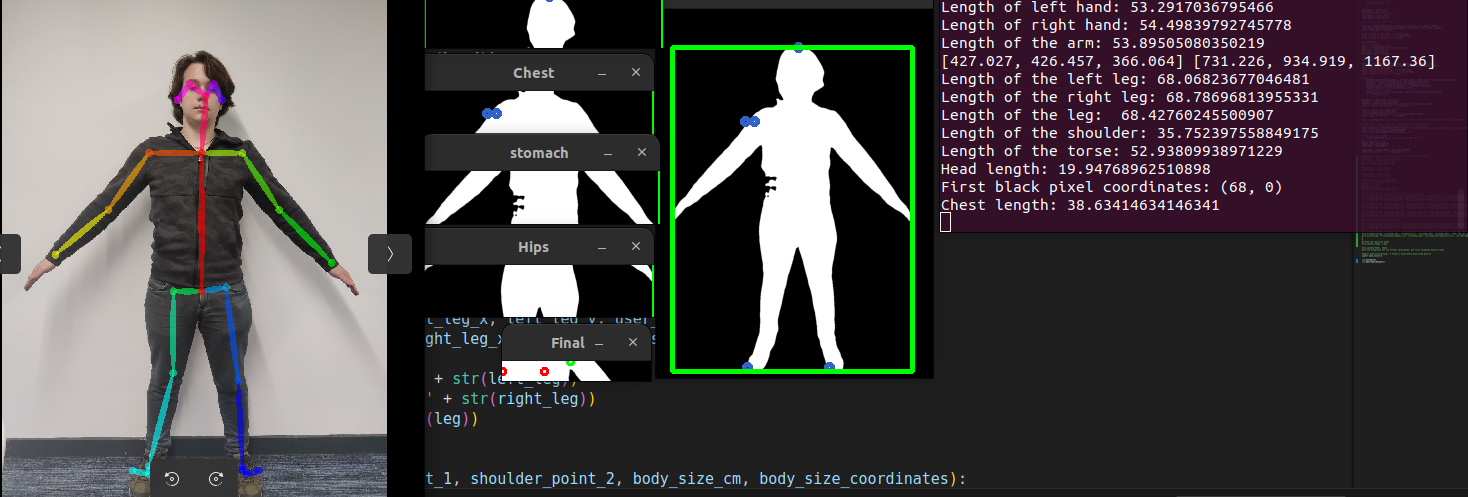 Chest
stomach
Hips
Final
t_leg_x, left_leg_y, user_
ght_leg_x
s
+ str(left_leg))
' + str(right_leg))
(leg))
t_1, shoulder_point_2, body_size_cm, body_size_coordinates):
Length of left hand: 53.2917036795466
Length of right hand: 54.49839792745778
Length of the arm: 53.89505080350219
[427.027, 426.457, 366.064] [731.226, 934.919, 1167.36]
Length of the left leg: 68.06823677046481
Length of the right leg: 68.78696813955331
Length of the leg:  68.42760245500907
Length of the shoulder: 35.752397558849175
Length of the torse: 52.93809938971229
Head length: 19.94768962510898
First black pixel coordinates: (68, 0)
Chest length: 38.63414634146341